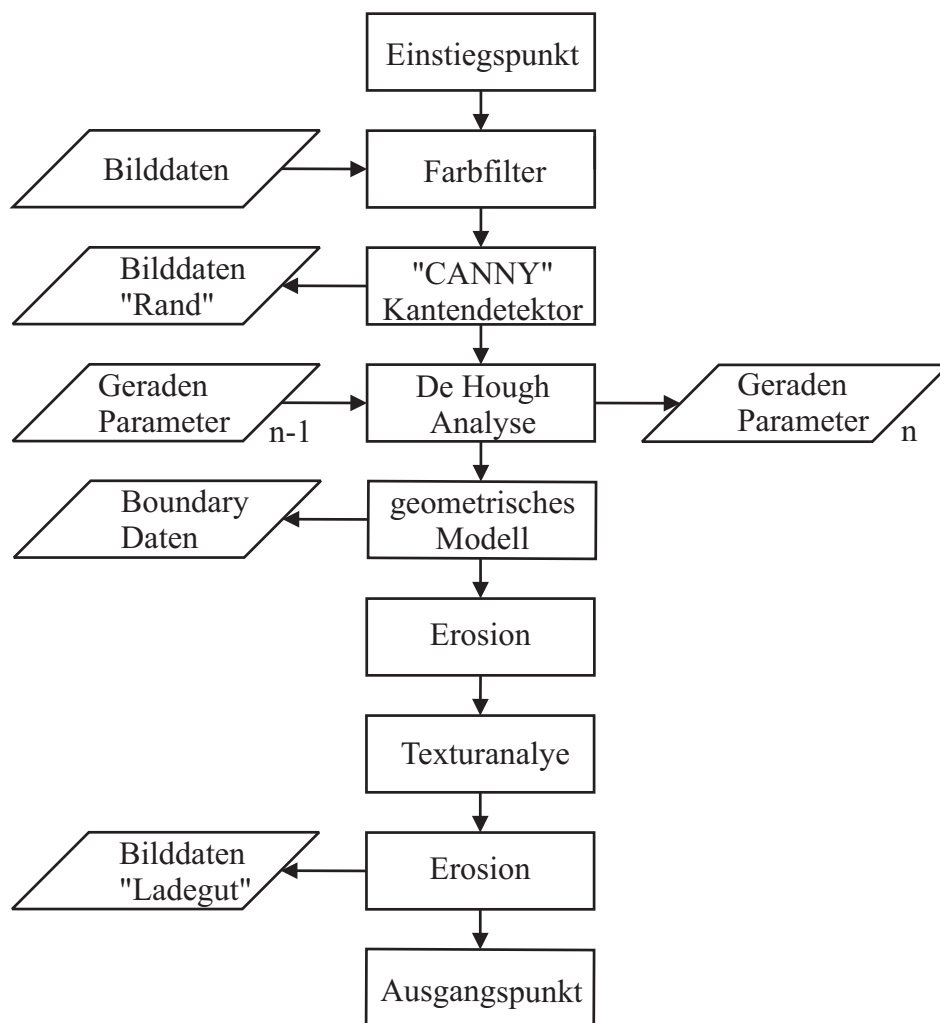 Einstiegspunkt
Bilddaten
Farbfilter
Bilddaten
"Rand"
"CANNY"
Kantendetektor
Geraden
Parameter
n-1
De Hough
Analyse
Geraden
Parameter
n
Boundary
Daten
geometrisches
Modell
Erosion
Texturanalye
Bilddaten
"Ladegut"
Erosion
Ausgangspunkt